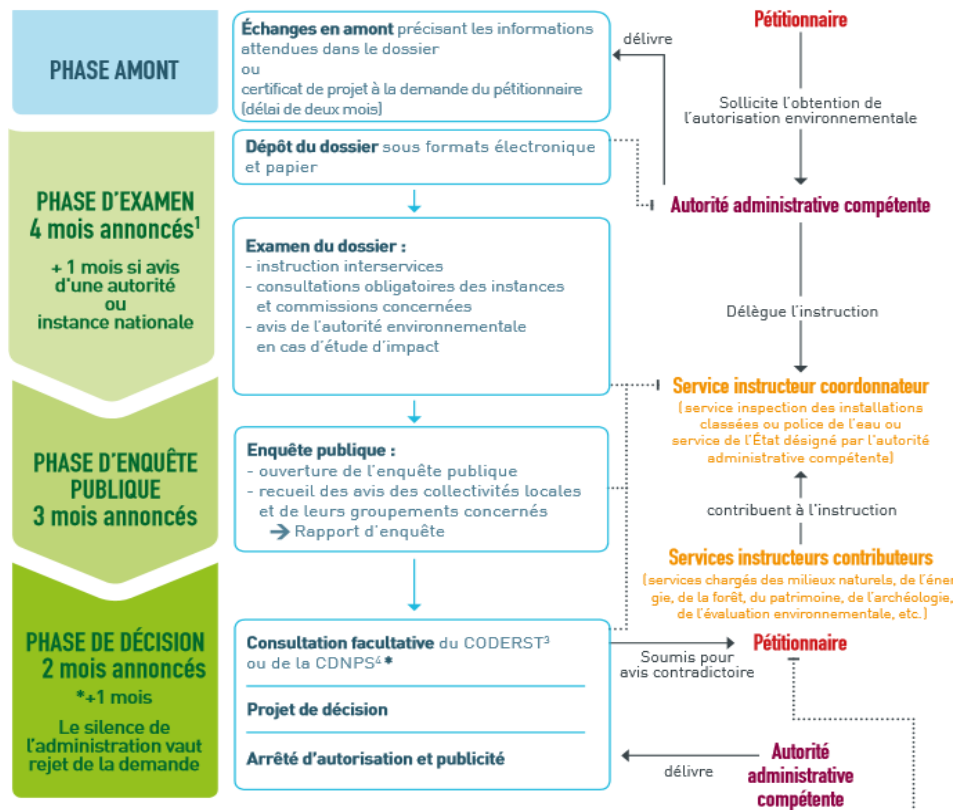 PHASE AMONT
Échanges en amont précisant les informations
attendues dans le dossier
ou
certificat de projet à la demande du pétitionnaire
(délai de deux mois)
délivre
Pétitionnaire
Sollicite l'obtention de
l'autorisation environnementale
Dépôt du dossier sous formats électronique
et papier
PHASE D'EXAMEN
4 mois annoncés¹
+ 1 mois si avis
d'une autorité
ou
instance nationale
Autorité administrative compétente
Examen du dossier :
- instruction interservices
- consultations obligatoires des instances
et commissions concernées
- avis de l'autorité environnementale
en cas d'étude d'impact
Délègue l'instruction
Service instructeur coordonnateur
(service inspection des installations
classées ou police de l'eau ou
service de l'État désigné par l'autorité
administrative compétente)
PHASE D'ENQUÊTE
PUBLIQUE
3 mois annoncés
Enquête publique :
- ouverture de l'enquête publique
- recueil des avis des collectivités locales
et de leurs groupements concernés
➔ Rapport d'enquête
contribuent à l'instruction
Services instructeurs contributeurs
(services chargés des milieux naturels, de l'éner
gie, de la forêt, du patrimoine, de l'archéologie,
de l'évaluation environnementale, etc.)
PHASE DE DÉCISION
2 mois annoncés
*+1 mois
Le silence de
l'administration vaut
rejet de la demande
Consultation facultative du CODERST³
ou de la CDNPS⁴*
Projet de décision
Arrêté d'autorisation et publicité
Soumis pour
avis contradictoire
Pétitionnaire
délivre
Autorité
administrative
compétente